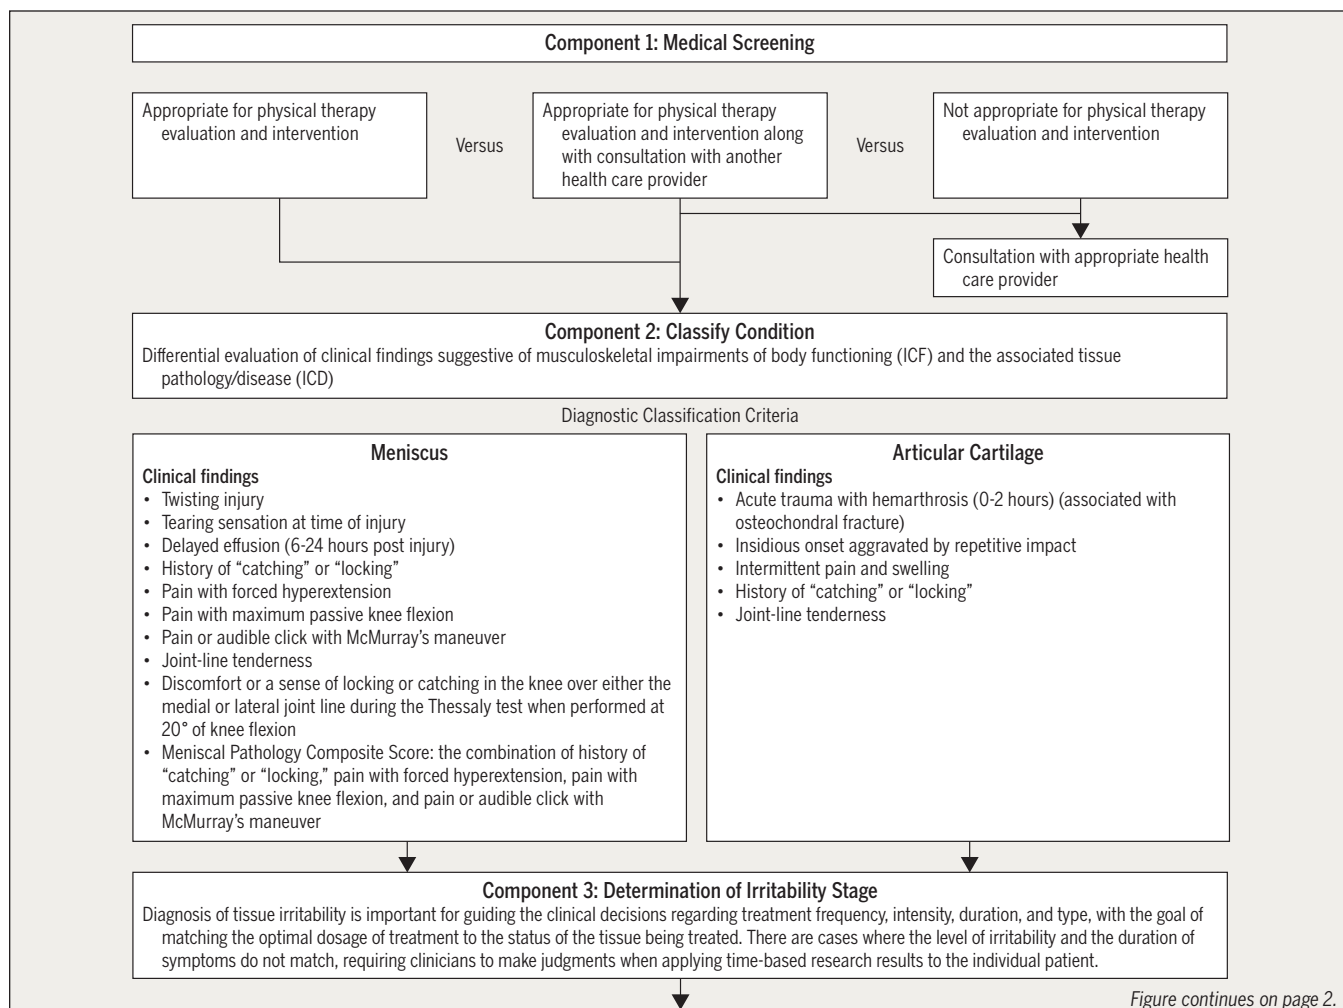 Component 1: Medical Screening
Appropriate for physical therapy
evaluation and intervention
Versus
Appropriate for physical therapy
evaluation and intervention along
with consultation with another
health care provider
Versus
Not appropriate for physical therapy
evaluation and intervention
Consultation with appropriate health
care provider
Component 2: Classify Condition
Differential evaluation of clinical findings suggestive of musculoskeletal impairments of body functioning (ICF) and the associated tissue
pathology/disease (ICD)
Diagnostic Classification Criteria
Meniscus
Clinical findings
• Twisting injury
• Tearing sensation at time of injury
• Delayed effusion (6-24 hours post injury)
• History of “catching” or “locking”
• Pain with forced hyperextension
• Pain with maximum passive knee flexion
• Pain or audible click with McMurray’s maneuver
• Joint-line tenderness
• Discomfort or a sense of locking or catching in the knee over either the
medial or lateral joint line during the Thessaly test when performed at
20° of knee flexion
• Meniscal Pathology Composite Score: the combination of history of
“catching” or “locking,” pain with forced hyperextension, pain with
maximum passive knee flexion, and pain or audible click with
McMurray’s maneuver
Articular Cartilage
Clinical findings
• Acute trauma with hemarthrosis (0-2 hours) (associated with
osteochondral fracture)
• Insidious onset aggravated by repetitive impact
• Intermittent pain and swelling
• History of “catching” or “locking”
• Joint-line tenderness
Component 3: Determination of Irritability Stage
Diagnosis of tissue irritability is important for guiding the clinical decisions regarding treatment frequency, intensity, duration, and type, with the goal of
matching the optimal dosage of treatment to the status of the tissue being treated. There are cases where the level of irritability and the duration of
symptoms do not match, requiring clinicians to make judgments when applying time-based research results to the individual patient.
Figure continues on page 2.